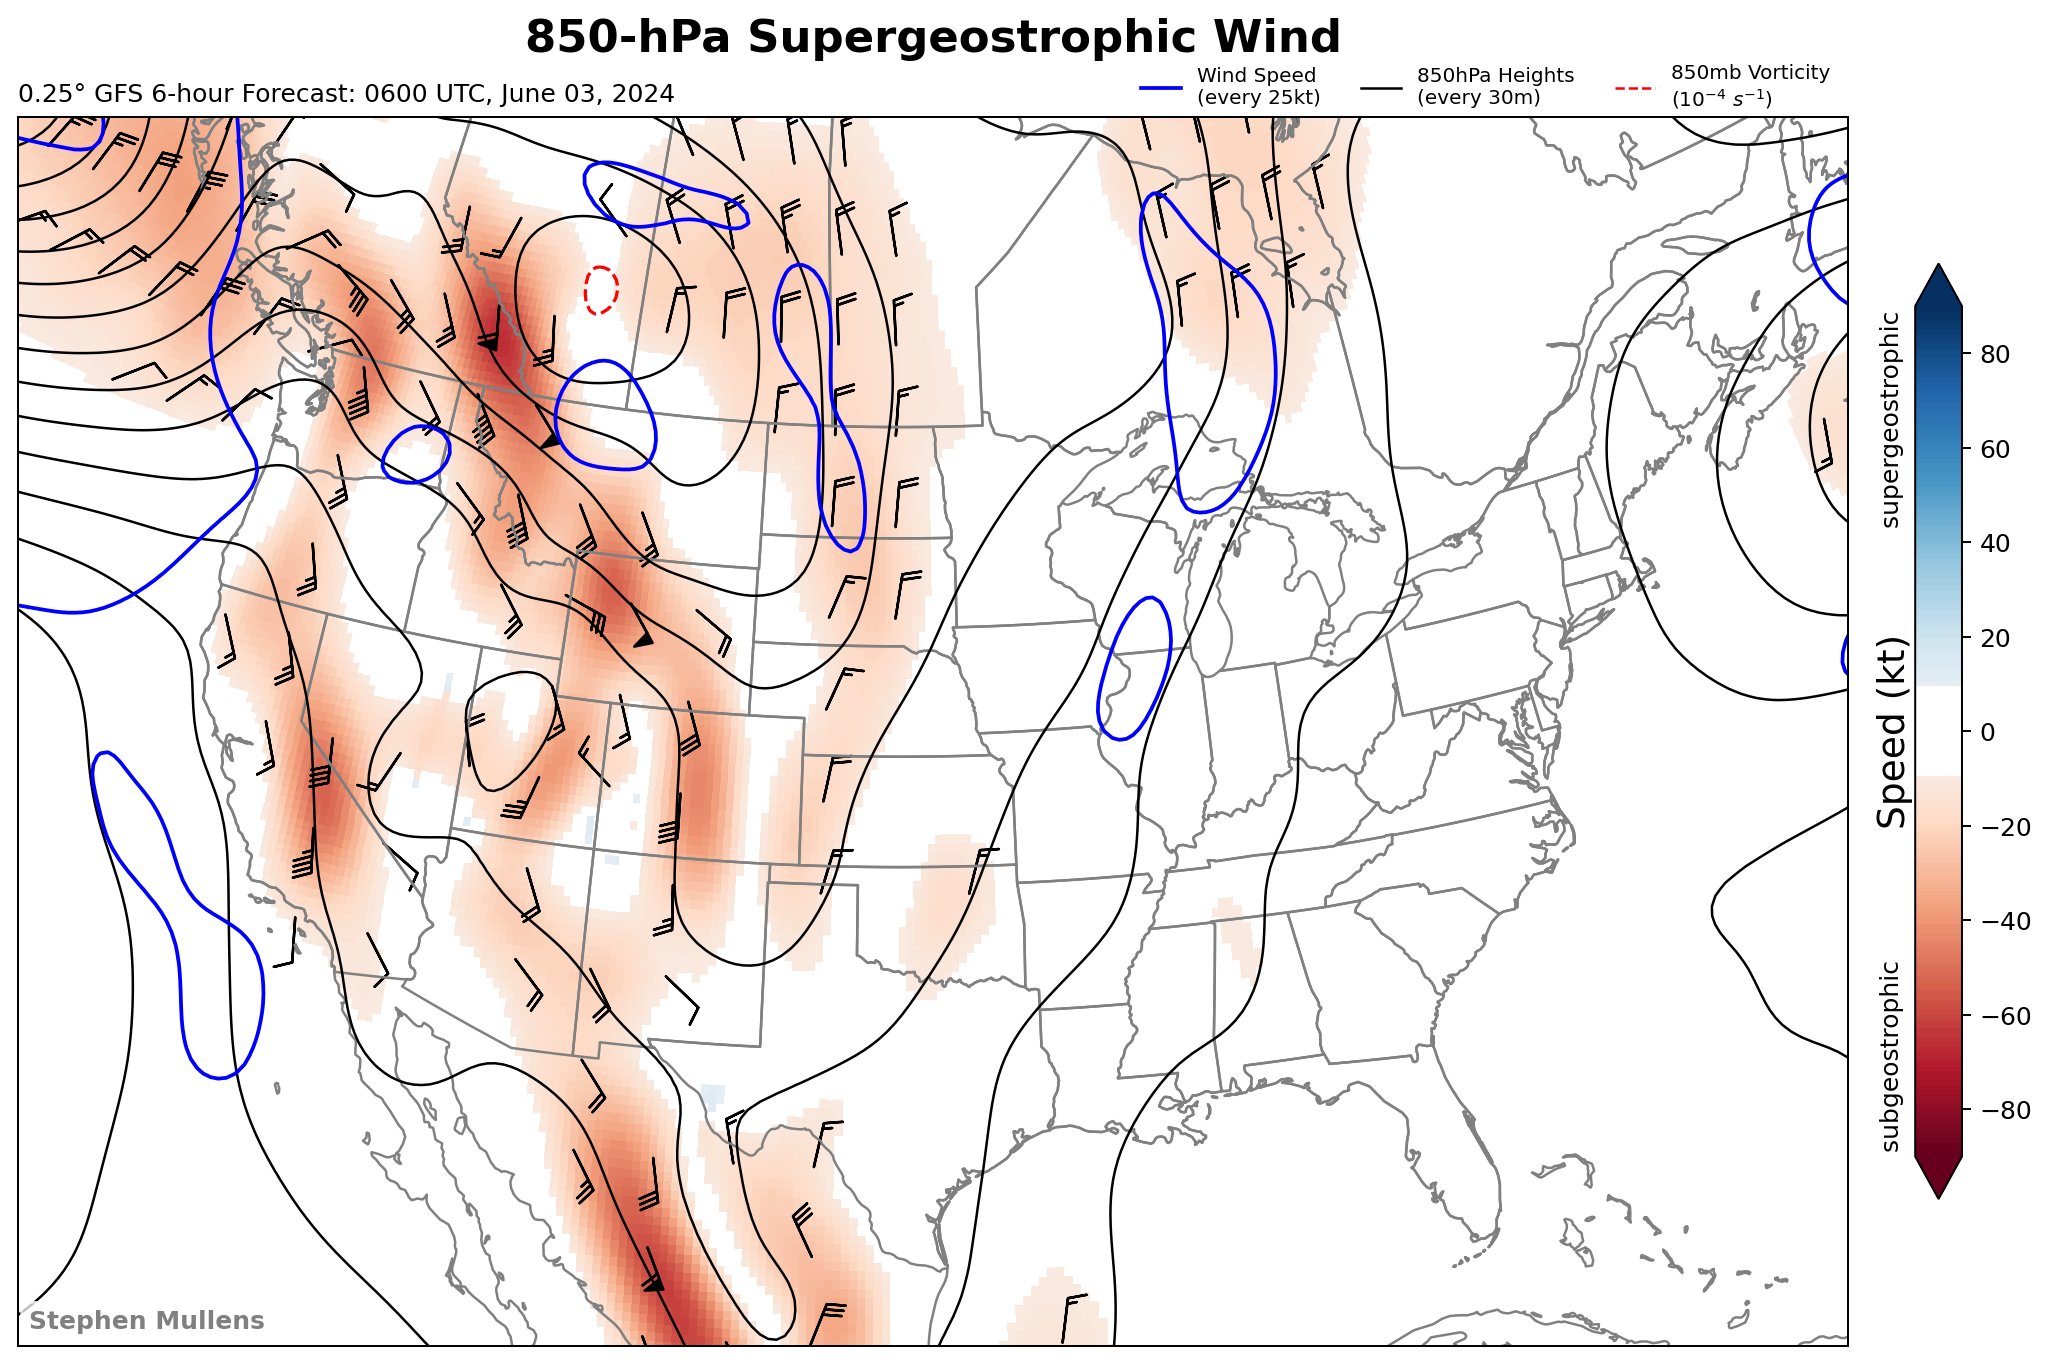 850-hPa Supergeostrophic Wind
0.25° GFS 6-hour Forecast: 0600 UTC, June 03, 2024
Wind Speed
(every 25kt)
850hPa Heights
(every 30m)
850mb Vorticity
(10⁻⁴ s⁻¹)
supergeostrophic
Speed (kt)
subgeostrophic
80
60
40
20
0
−20
−40
−60
−80
Stephen Mullens